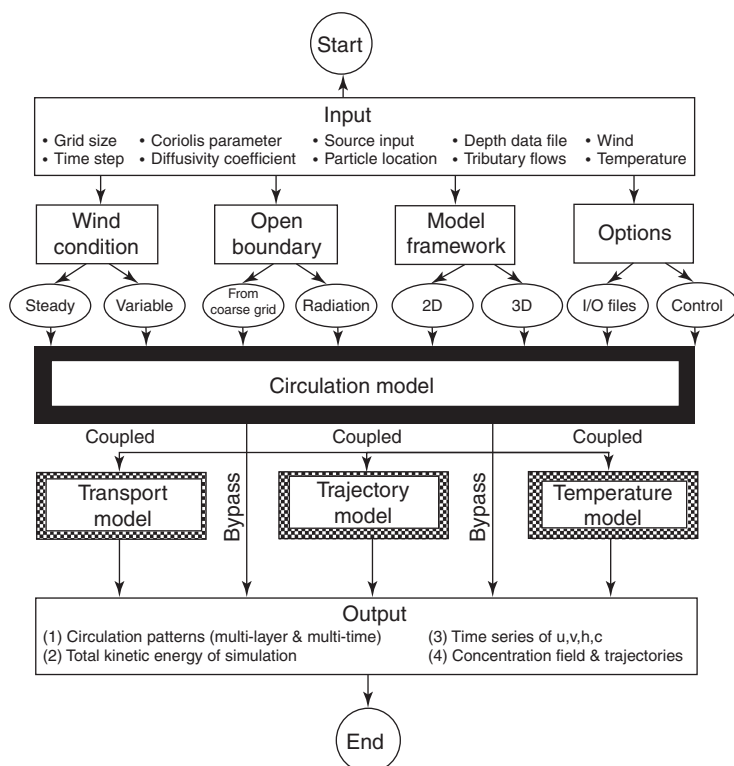 Start
Input
• Grid size • Coriolis parameter • Source input • Depth data file • Wind
• Time step • Diffusivity coefficient • Particle location • Tributary flows • Temperature
Wind
condition
Open
boundary
Model
framework
Options
Steady
Variable
From
coarse grid
Radiation
2D
3D
I/O files
Control
Circulation model
Coupled
Coupled
Coupled
Transport
model
Bypass
Trajectory
model
Bypass
Temperature
model
Output
(1) Circulation patterns (multi-layer & multi-time) (3) Time series of u,v,h,c
(2) Total kinetic energy of simulation (4) Concentration field & trajectories
End